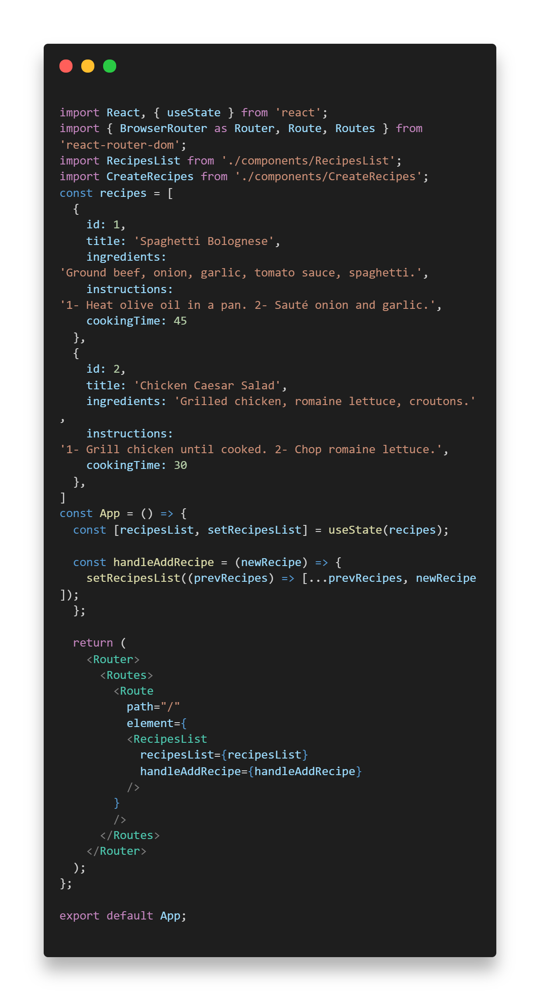 import React, { useState } from 'react';
import { BrowserRouter as Router, Route, Routes } from
'react-router-dom';
import RecipesList from './components/RecipesList';
import CreateRecipes from './components/CreateRecipes';
const recipes = [
  {
    id: 1,
    title: 'Spaghetti Bolognese',
    ingredients:
'Ground beef, onion, garlic, tomato sauce, spaghetti.',
    instructions:
'1- Heat olive oil in a pan. 2- Sauté onion and garlic.',
    cookingTime: 45
  },
  {
    id: 2,
    title: 'Chicken Caesar Salad',
    ingredients: 'Grilled chicken, romaine lettuce, croutons.'
,
    instructions:
'1- Grill chicken until cooked. 2- Chop romaine lettuce.',
    cookingTime: 30
  },
]
const App = () => {
  const [recipesList, setRecipesList] = useState(recipes);

  const handleAddRecipe = (newRecipe) => {
    setRecipesList((prevRecipes) => [...prevRecipes, newRecipe
]);
  };

  return (
    <Router>
      <Routes>
        <Route
          path="/"
          element={
          <RecipesList
            recipesList={recipesList}
            handleAddRecipe={handleAddRecipe}
          />
        }
        />
      </Routes>
    </Router>
  );
};

export default App;